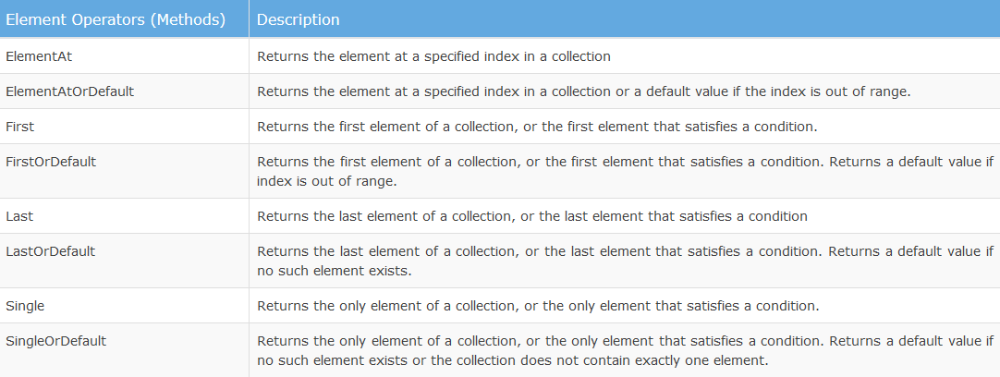 Element Operators (Methods) Description
ElementAt Returns the element at a specified index in a collection
ElementAtOrDefault Returns the element at a specified index in a collection or a default value if the index is out of range.
First Returns the first element of a collection, or the first element that satisfies a condition.
FirstOrDefault Returns the first element of a collection, or the first element that satisfies a condition. Returns a default value if
index is out of range.
Last Returns the last element of a collection, or the last element that satisfies a condition
LastOrDefault Returns the last element of a collection, or the last element that satisfies a condition. Returns a default value if
no such element exists.
Single Returns the only element of a collection, or the only element that satisfies a condition.
SingleOrDefault Returns the only element of a collection, or the only element that satisfies a condition. Returns a default value if
no such element exists or the collection does not contain exactly one element.